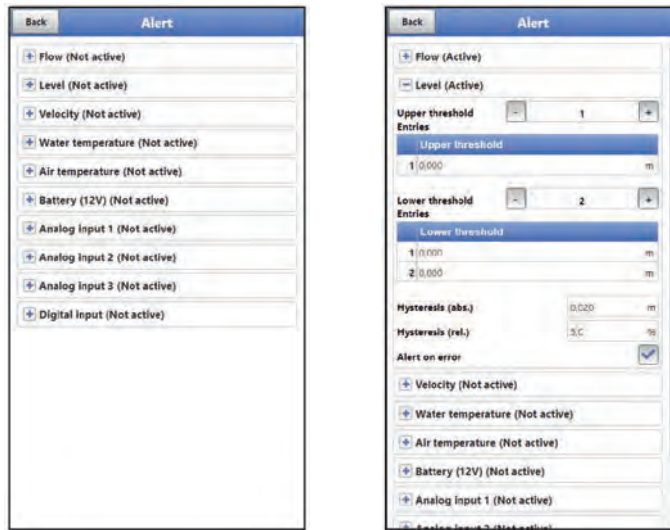 Back Alert
Flow (Not active)
Level (Not active)
Velocity (Not active)
Water temperature (Not active)
Air temperature (Not active)
Battery (12V) (Not active)
Analog input 1 (Not active)
Analog input 2 (Not active)
Analog input 3 (Not active)
Digital input (Not active)
Back Alert
Flow (Active)
Level (Active)
Upper threshold - 1 +
Entries
Upper threshold
1 0,000 m
Lower threshold - 2 +
Entries
Lower threshold
1 0,000 m
2 0,000 m
Hysteresis (abs.) 0,020 m
Hysteresis (rel.) 5,0 %
Alert on error
Velocity (Not active)
Water temperature (Not active)
Air temperature (Not active)
Battery (12V) (Not active)
Analog input 1 (Not active)
Analog input 2 (Not active)